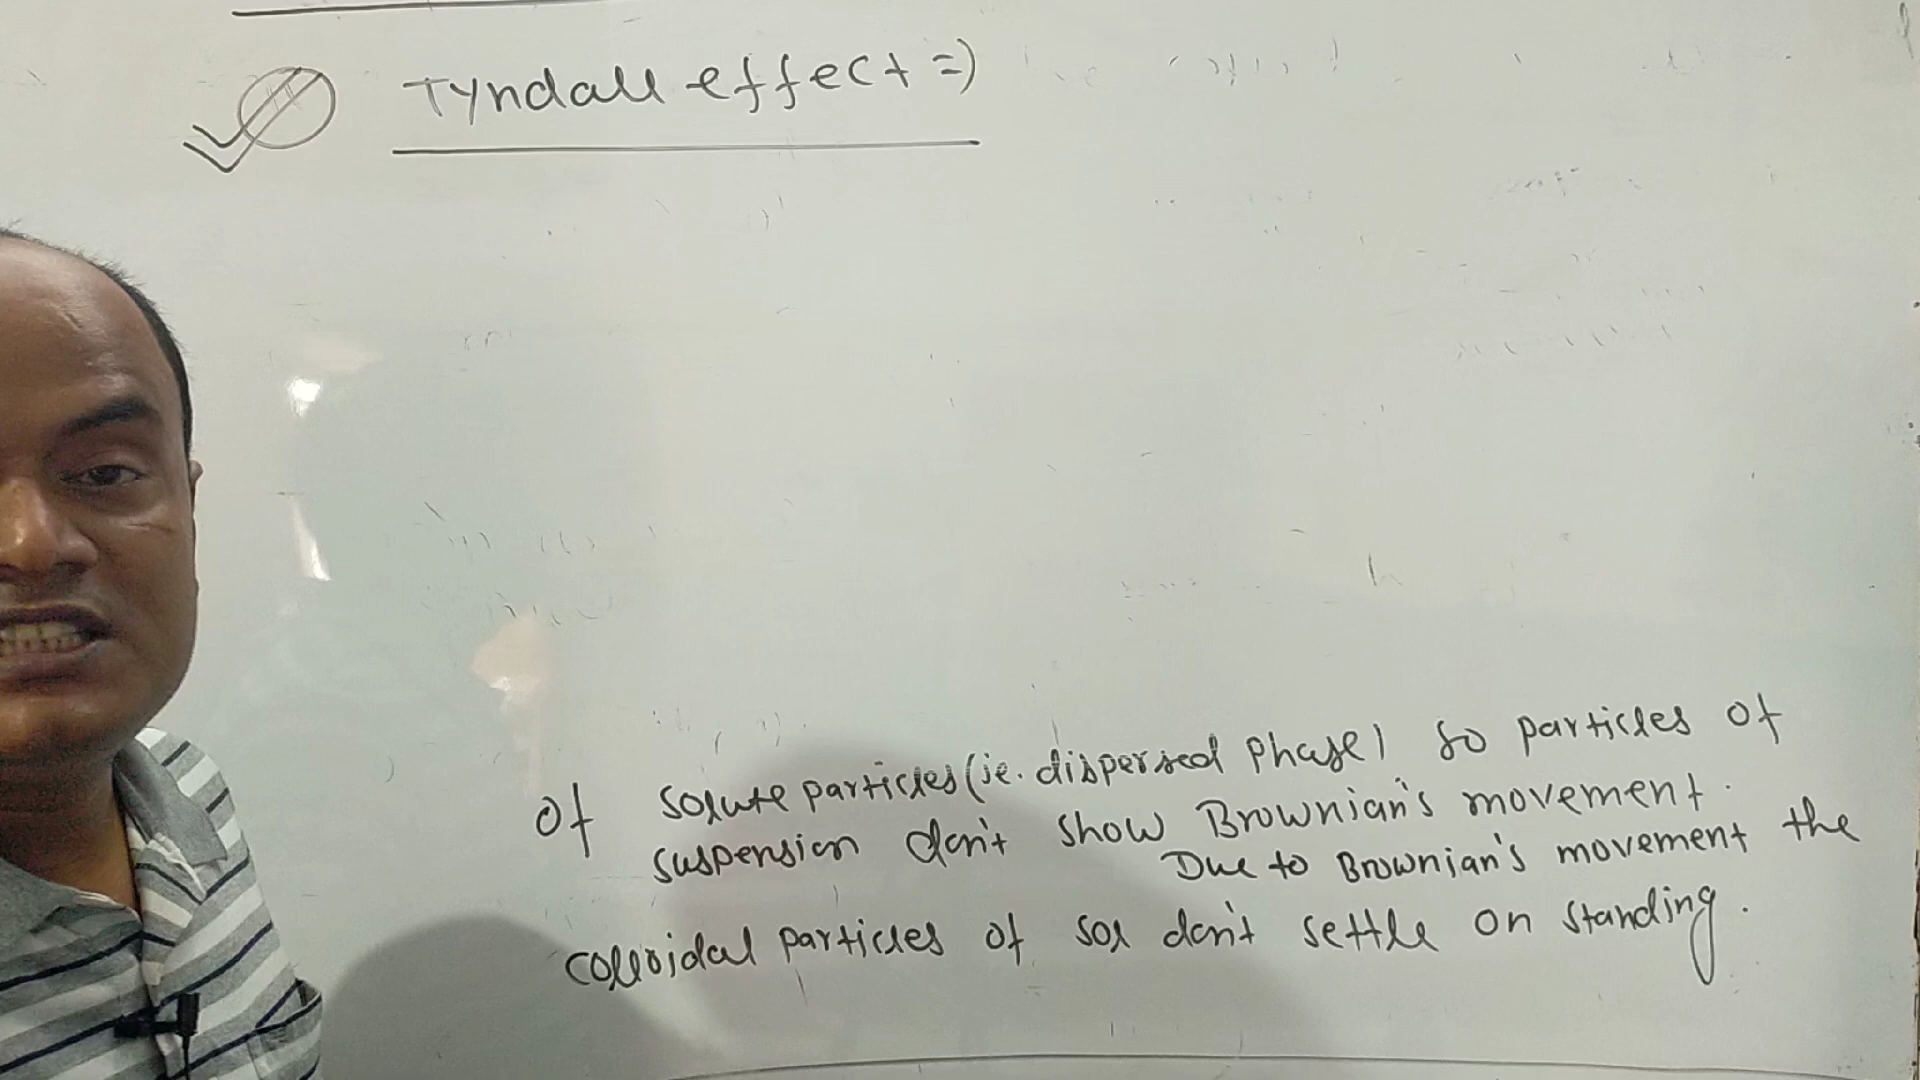 Tyndall effect =)
of solute particles (ie. dispersed phase) so particles of
suspension don't show Brownian's movement.
Due to Brownian's movement the
colloidal particles of sol don't settle on standing.